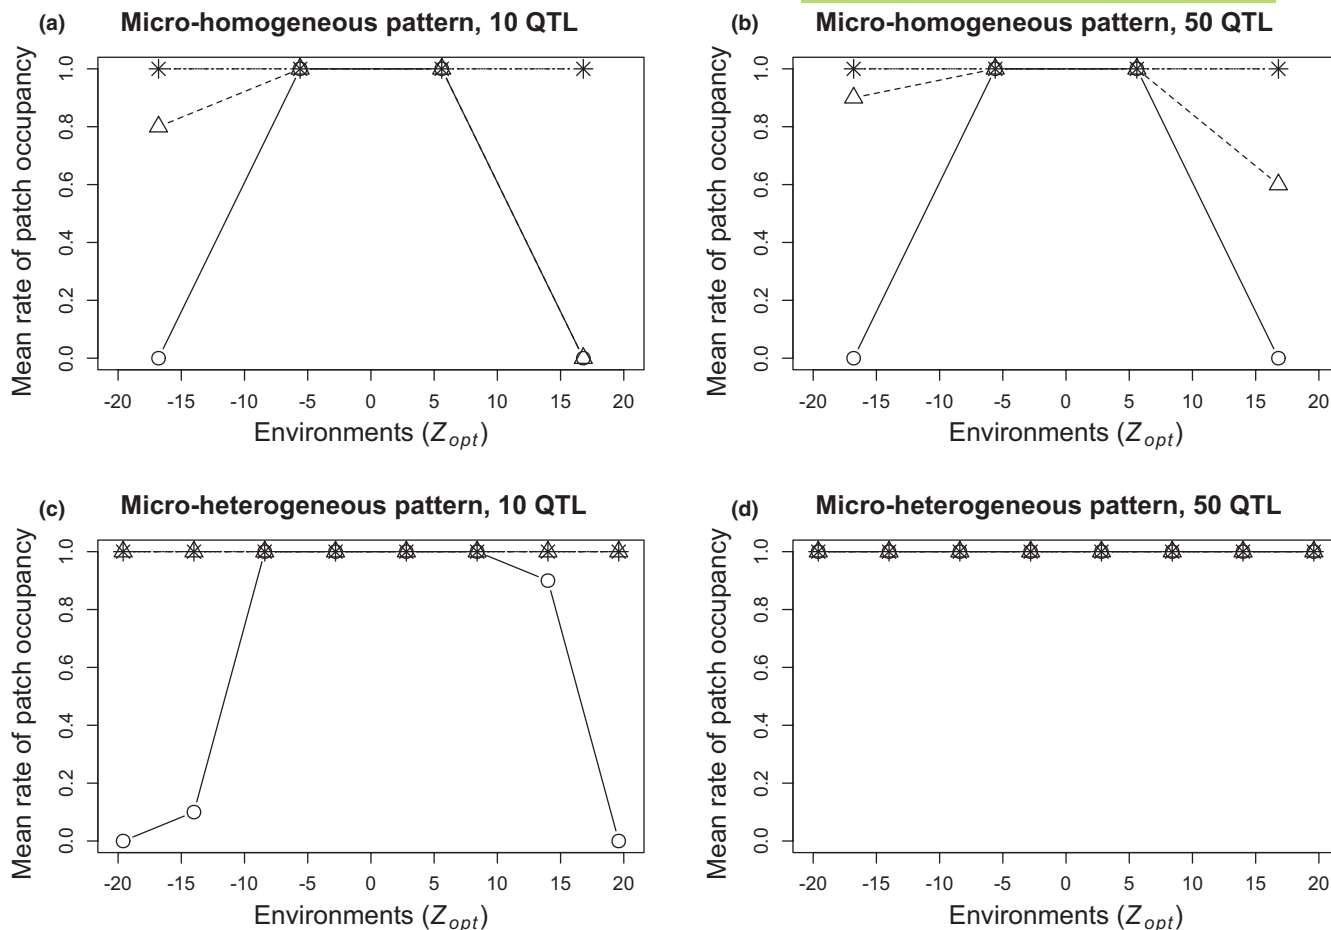 (a) Micro-homogeneous pattern, 10 QTL
Mean rate of patch occupancy
1.0
0.8
0.6
0.4
0.2
0.0
-20 -15 -10 -5 0 5 10 15 20
Environments (Zopt)
(b) Micro-homogeneous pattern, 50 QTL
Mean rate of patch occupancy
1.0
0.8
0.6
0.4
0.2
0.0
-20 -15 -10 -5 0 5 10 15 20
Environments (Zopt)
(c) Micro-heterogeneous pattern, 10 QTL
Mean rate of patch occupancy
1.0
0.8
0.6
0.4
0.2
0.0
-20 -15 -10 -5 0 5 10 15 20
Environments (Zopt)
(d) Micro-heterogeneous pattern, 50 QTL
Mean rate of patch occupancy
1.0
0.8
0.6
0.4
0.2
0.0
-20 -15 -10 -5 0 5 10 15 20
Environments (Zopt)